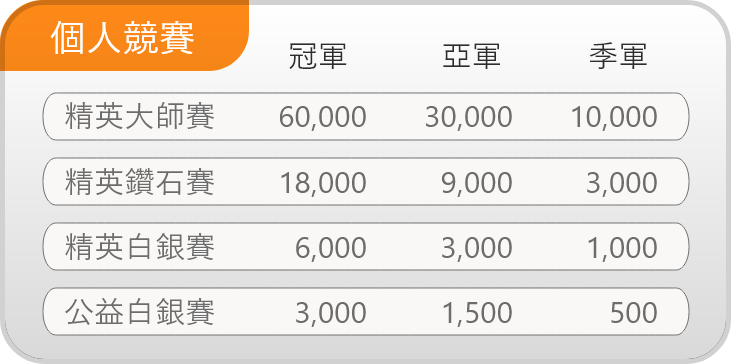 個人競賽
冠軍 亞軍 季軍
精英大師賽 60,000 30,000 10,000
精英鑽石賽 18,000 9,000 3,000
精英白銀賽 6,000 3,000 1,000
公益白銀賽 3,000 1,500 500